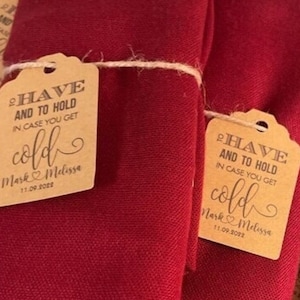 TO HAVE
AND TO HOLD
IN CASE YOU GET
cold
Mark Melissa
11.09.2022
TO HAVE
AND TO HOLD
IN CASE YOU GET
cold
Mark Melissa
11.09.2022